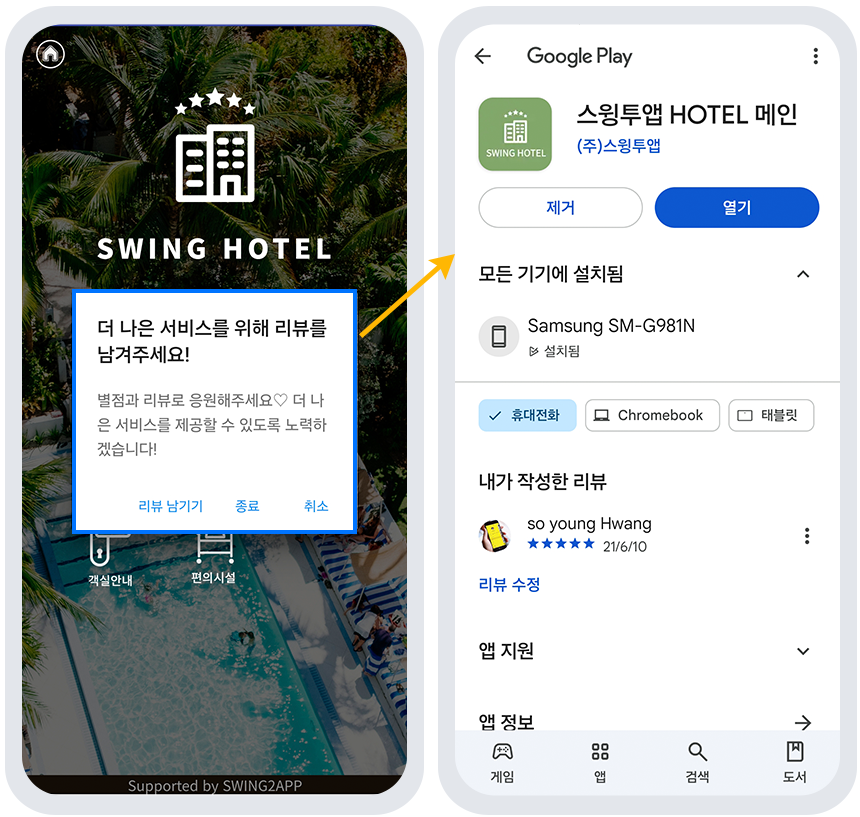 SWING HOTEL
더 나은 서비스를 위해 리뷰를
남겨주세요!
별점과 리뷰로 응원해주세요♡ 더 나
은 서비스를 제공할 수 있도록 노력하
겠습니다!
리뷰 남기기 종료 취소
객실안내 편의시설
Supported by SWING2APP
Google Play
SWING HOTEL
스윙투앱 HOTEL 메인
(주)스윙투앱
제거 열기
모든 기기에 설치됨
Samsung SM-G981N
설치됨
휴대전화 Chromebook 태블릿
내가 작성한 리뷰
so young Hwang
★★★★★ 21/6/10
리뷰 수정
앱 지원
앱 정보
게임 앱 검색 도서